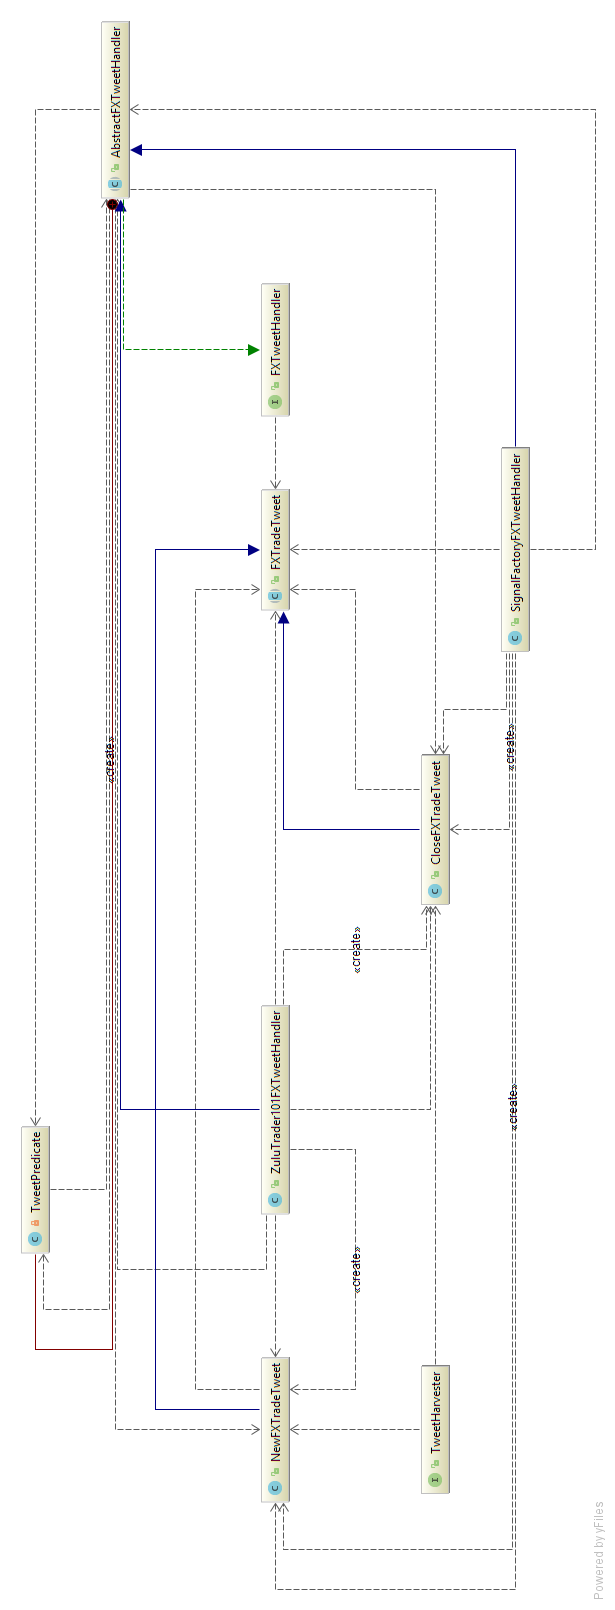 AbstractFXTweetHandler
FXTweetHandler
FXTradeTweet
SignalFactoryFXTweetHandler
«create»
«create»
CloseFXTradeTweet
«create»
ZuluTrader101FXTweetHandler
«create»
TweetPredicate
«create»
NewFXTradeTweet
TweetHarvester
Powered by yFiles